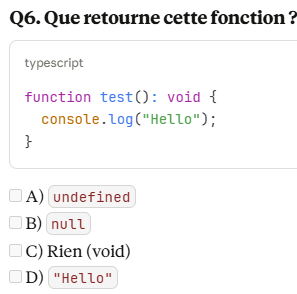 Q6. Que retourne cette fonction ?
typescript
function test(): void {
  console.log("Hello");
}
A) undefined
B) null
C) Rien (void)
D) "Hello"